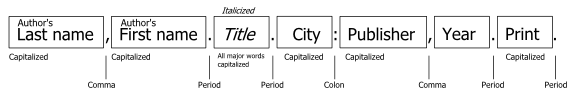 Italicized
Author's Author's
Last name , First name . Title . City : Publisher , Year . Print .
Capitalized Capitalized All major words Capitalized Capitalized Capitalized
capitalized
Comma Period Period Colon Comma Period Period